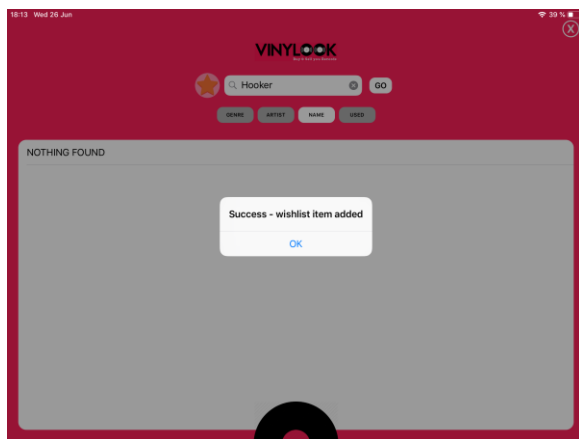 18:13 Wed 26 Jun
39 %
X
VINYLOOK
Hooker
GO
GENRE
ARTIST
NAME
USED
NOTHING FOUND
Success - wishlist item added
OK